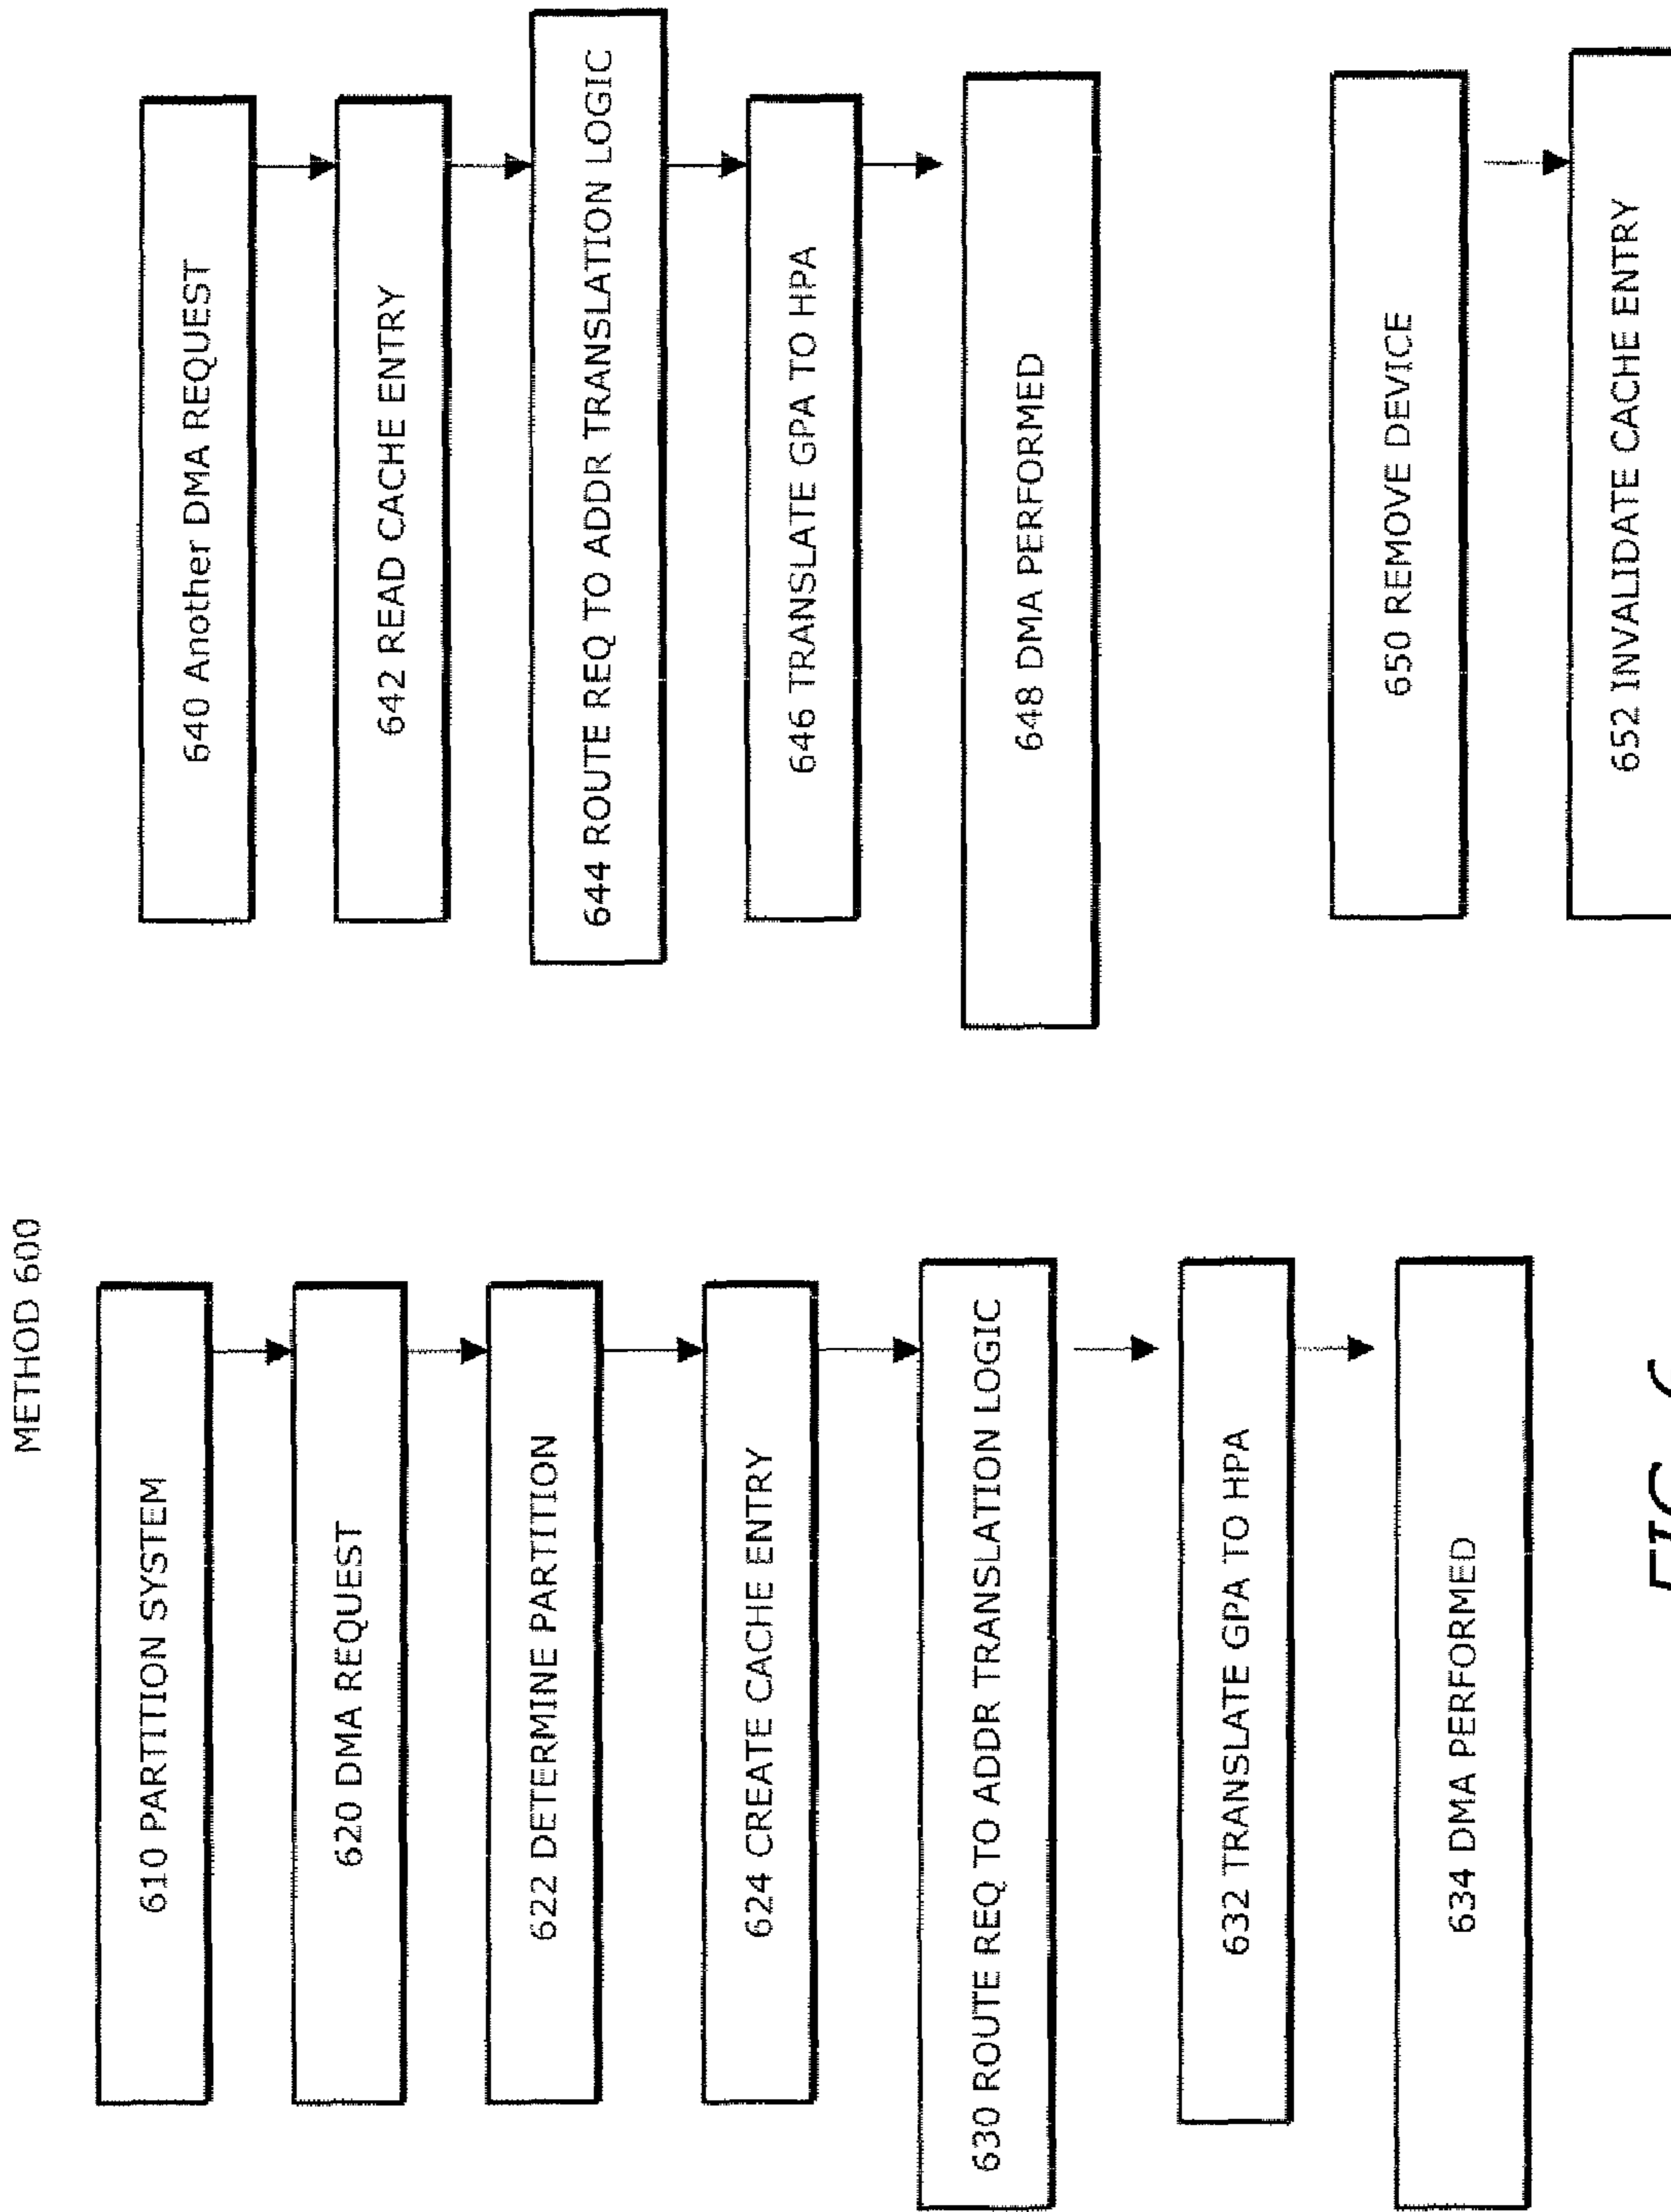 METHOD 600
610 PARTITION SYSTEM
620 DMA REQUEST
622 DETERMINE PARTITION
624 CREATE CACHE ENTRY
630 ROUTE REQ TO ADDR TRANSLATION LOGIC
632 TRANSLATE GPA TO HPA
634 DMA PERFORMED
640 Another DMA REQUEST
642 READ CACHE ENTRY
644 ROUTE REQ TO ADDR TRANSLATION LOGIC
646 TRANSLATE GPA TO HPA
648 DMA PERFORMED
650 REMOVE DEVICE
652 INVALIDATE CACHE ENTRY